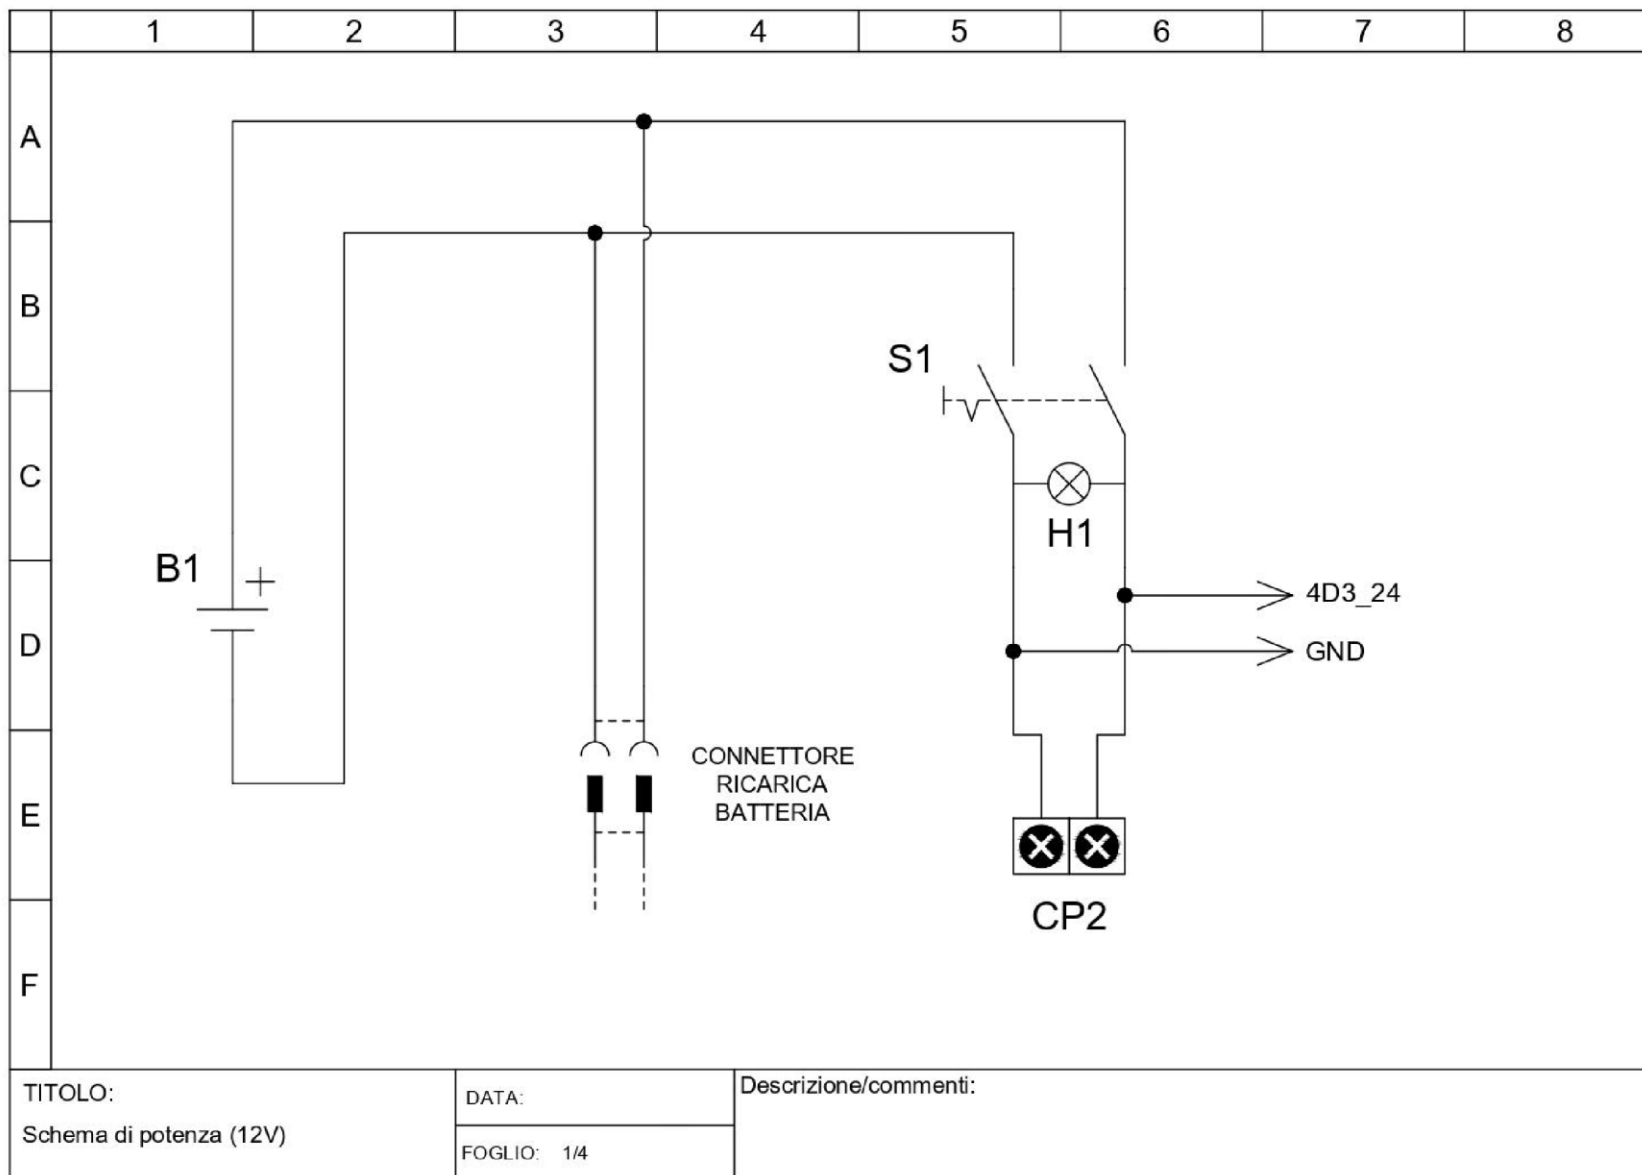 1 2 3 4 5 6 7 8
A
B
C
D
E
F
S1
H1
B1 +
4D3_24
GND
CONNETTORE
RICARICA
BATTERIA
CP2
TITOLO:
Schema di potenza (12V)
DATA:
FOGLIO: 1/4
Descrizione/commenti: